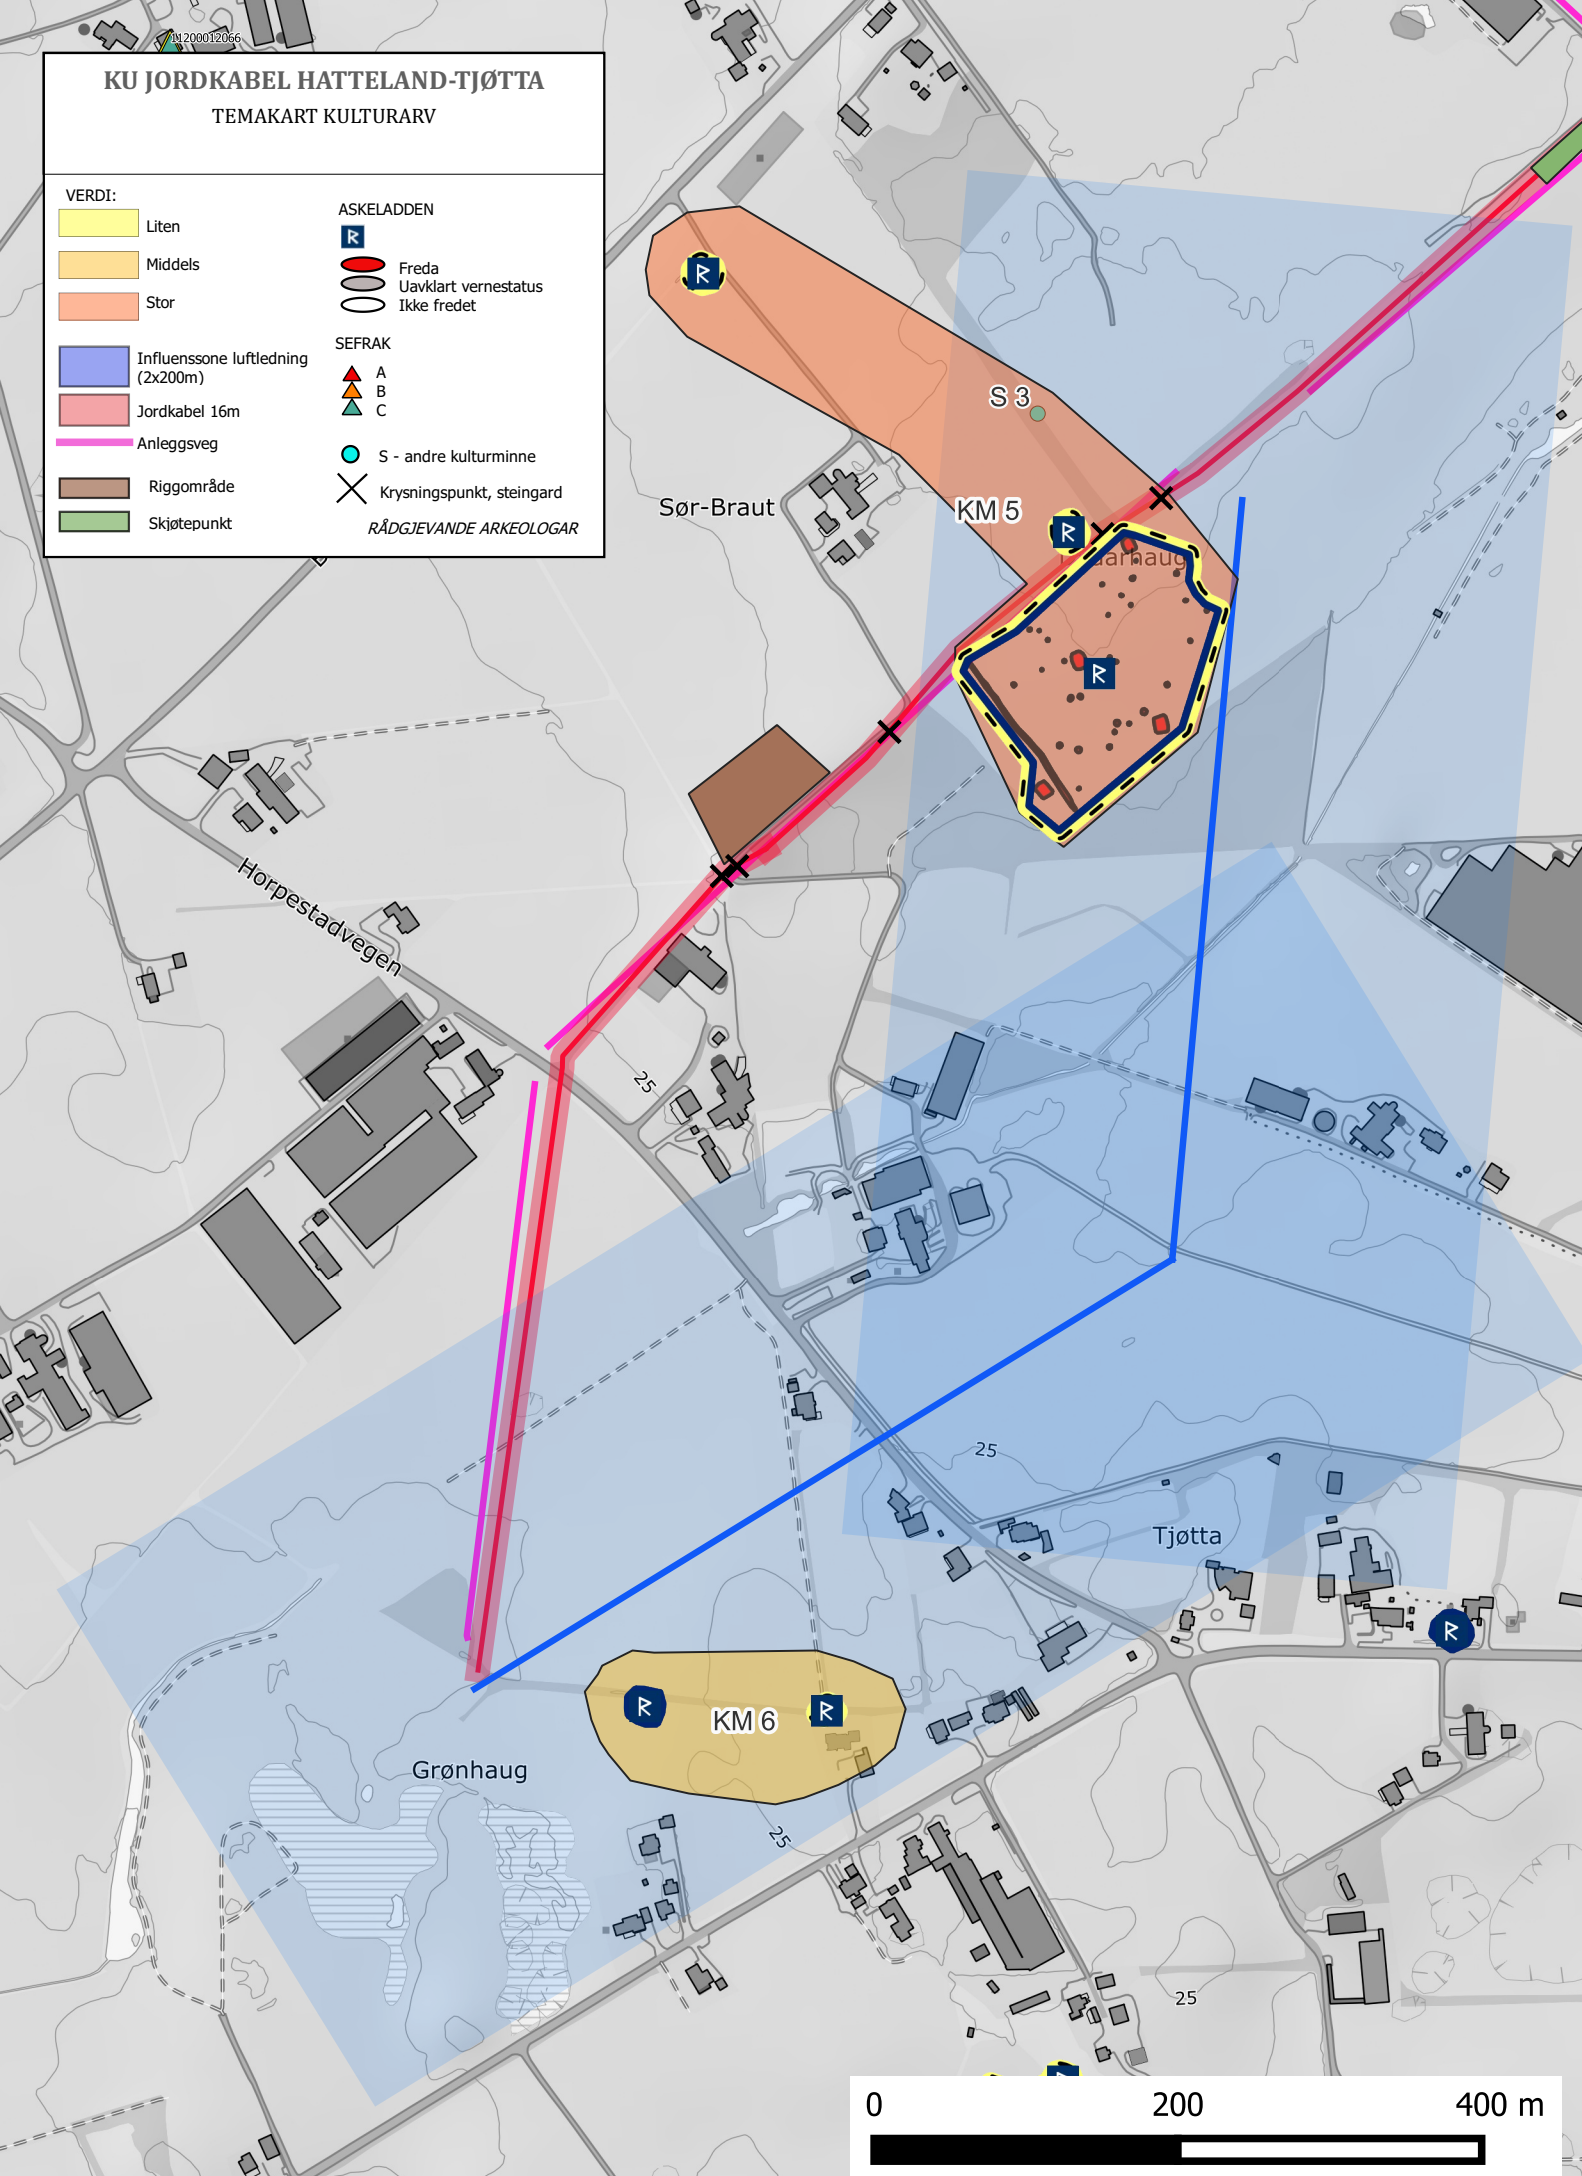 11200012066
KU JORDKABEL HATTELAND-TJØTTA
TEMAKART KULTURARV
VERDI:
Liten
Middels
Stor
Influenssone luftledning
(2x200m)
Jordkabel 16m
Anleggsveg
Riggområde
Skjøtepunkt
ASKELADDEN
R
Freda
Uavklart vernestatus
Ikke fredet
SEFRAK
A
B
C
S - andre kulturminne
Krysningspunkt, steingard
RÅDGJEVANDE ARKEOLOGAR
R
S 3
Sør-Braut
KM 5
R
R
Horpestadvegen
25
25
Tjøtta
R
R
KM 6
R
Grønhaug
25
25
0 200 400 m